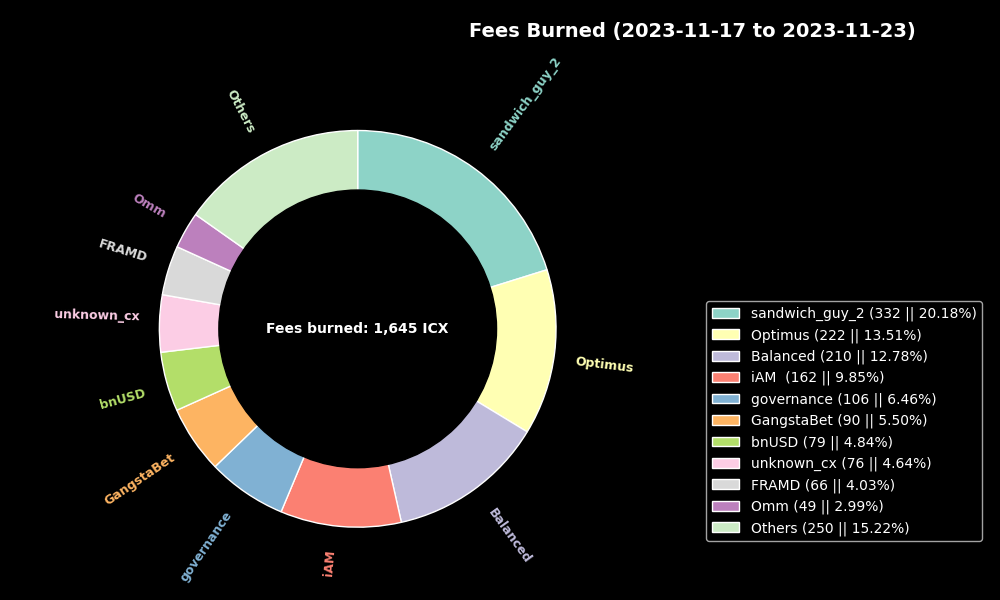 Fees Burned (2023-11-17 to 2023-11-23)
sandwich_guy_2
Others
Omm
FRAMD
unknown_cx
Fees burned: 1,645 ICX
Optimus
bnUSD
GangstaBet
governance
iAM
Balanced
sandwich_guy_2 (332 || 20.18%)
Optimus (222 || 13.51%)
Balanced (210 || 12.78%)
iAM  (162 || 9.85%)
governance (106 || 6.46%)
GangstaBet (90 || 5.50%)
bnUSD (79 || 4.84%)
unknown_cx (76 || 4.64%)
FRAMD (66 || 4.03%)
Omm (49 || 2.99%)
Others (250 || 15.22%)